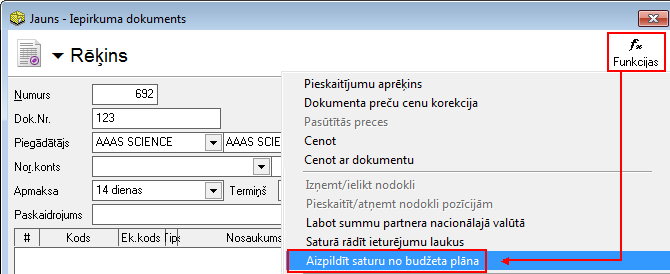 Jauns - Iepirkuma dokuments
Rēķins
Funkcijas
Numurs 692
Dok.Nr. 123
Piegādātājs AAAS SCIENCE AAAS SCIEN
Nor.konts
Apmaksa 14 dienas Termiņš
Paskaidrojums
# Kods Ek.kods Tips Nosaukums
Pieskaitījumu aprēķins
Dokumenta preču cenu korekcija
Pasūtītās preces
Cenot
Cenot ar dokumentu
Izņemt/ielikt nodokli
Pieskaitīt/atņemt nodokli pozīcijām
Labot summu partnera nacionālajā valūtā
Saturā rādīt ieturējumu laukus
Aizpildīt saturu no budžeta plāna